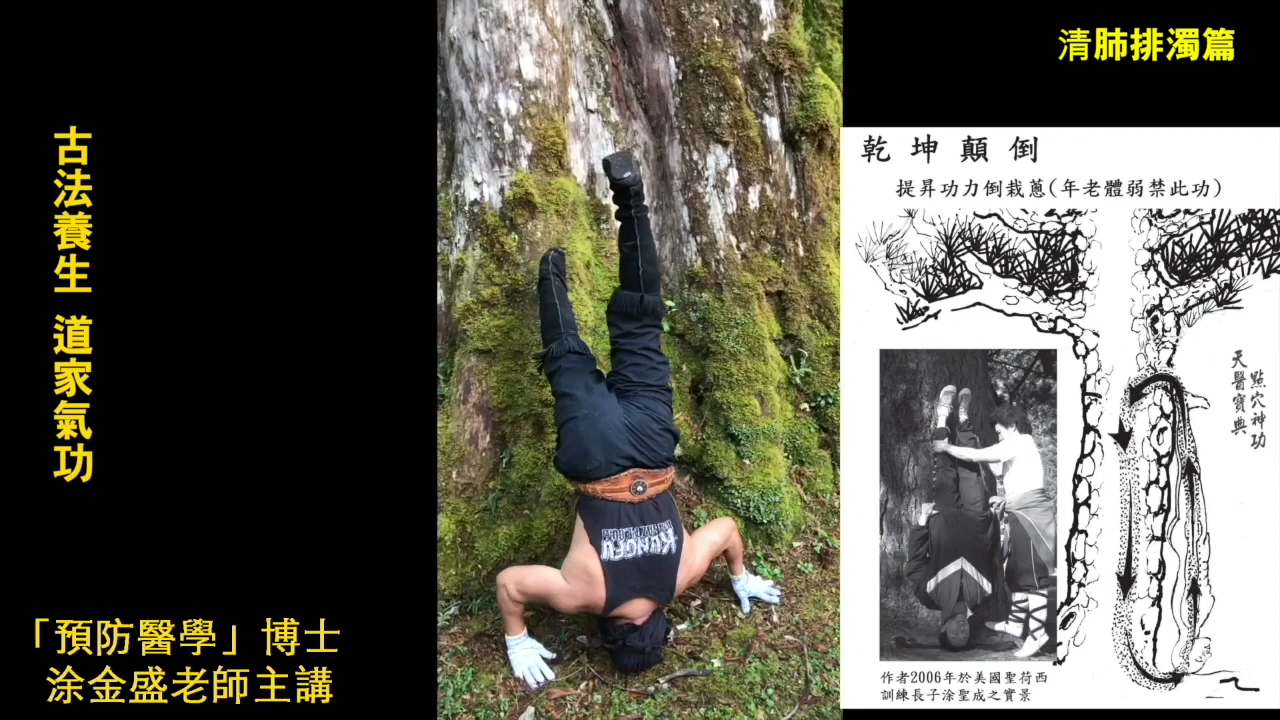 清肺排濁篇
古法養生 道家氣功
「預防醫學」博士
涂金盛老師主講
KUNGFU
乾坤顛倒
提昇功力倒栽蔥(年老體弱禁此功)
點穴神功
天醫寶典
作者2006年於美國聖荷西
訓練長子涂聖成之實景